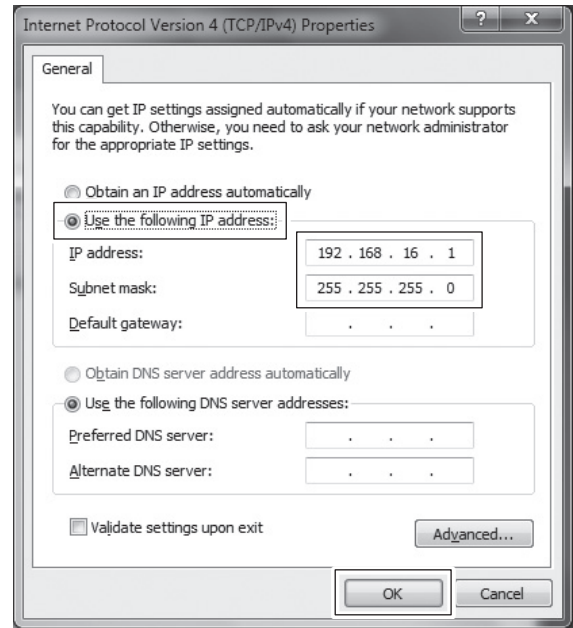 Internet Protocol Version 4 (TCP/IPv4) Properties
? X
General
You can get IP settings assigned automatically if your network supports
this capability. Otherwise, you need to ask your network administrator
for the appropriate IP settings.
Obtain an IP address automatically
Use the following IP address:
IP address: 192 . 168 . 16 . 1
Subnet mask: 255 . 255 . 255 . 0
Default gateway: . . .
Obtain DNS server address automatically
Use the following DNS server addresses:
Preferred DNS server: . . .
Alternate DNS server: . . .
Validate settings upon exit
Advanced...
OK Cancel